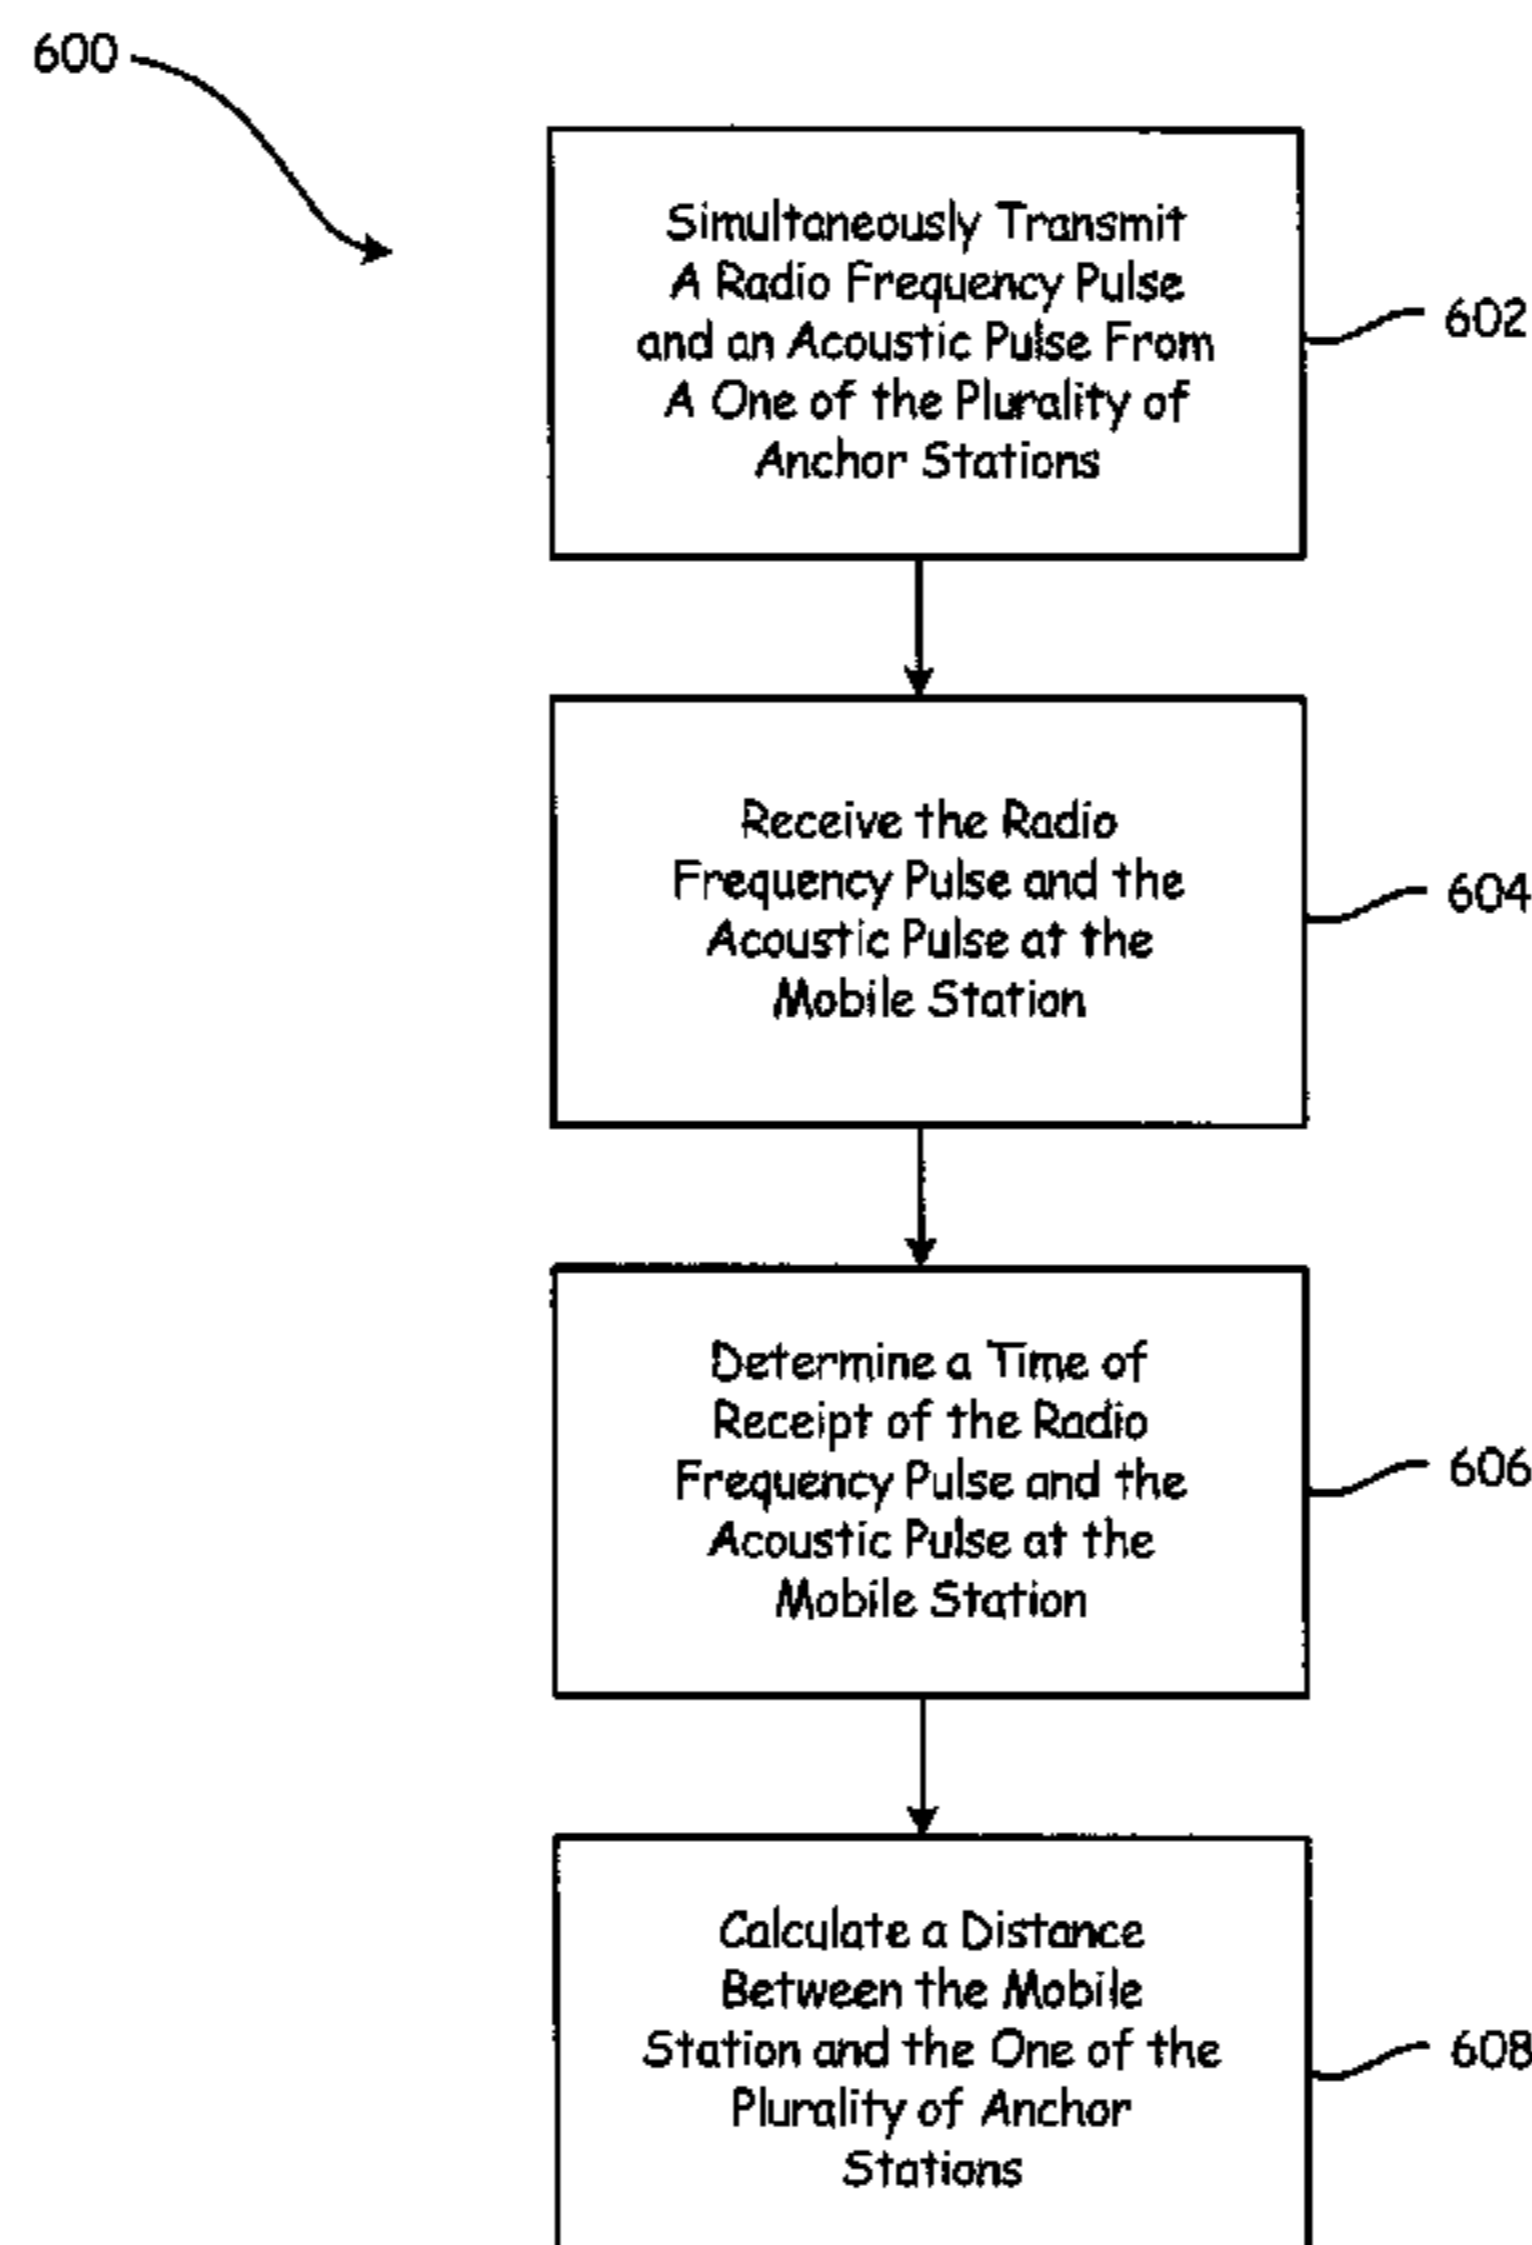 600
Simultaneously Transmit
A Radio Frequency Pulse
and an Acoustic Pulse From
A One of the Plurality of
Anchor Stations
602
Receive the Radio
Frequency Pulse and the
Acoustic Pulse at the
Mobile Station
604
Determine a Time of
Receipt of the Radio
Frequency Pulse and the
Acoustic Pulse at the
Mobile Station
606
Calculate a Distance
Between the Mobile
Station and the One of the
Plurality of Anchor
Stations
608